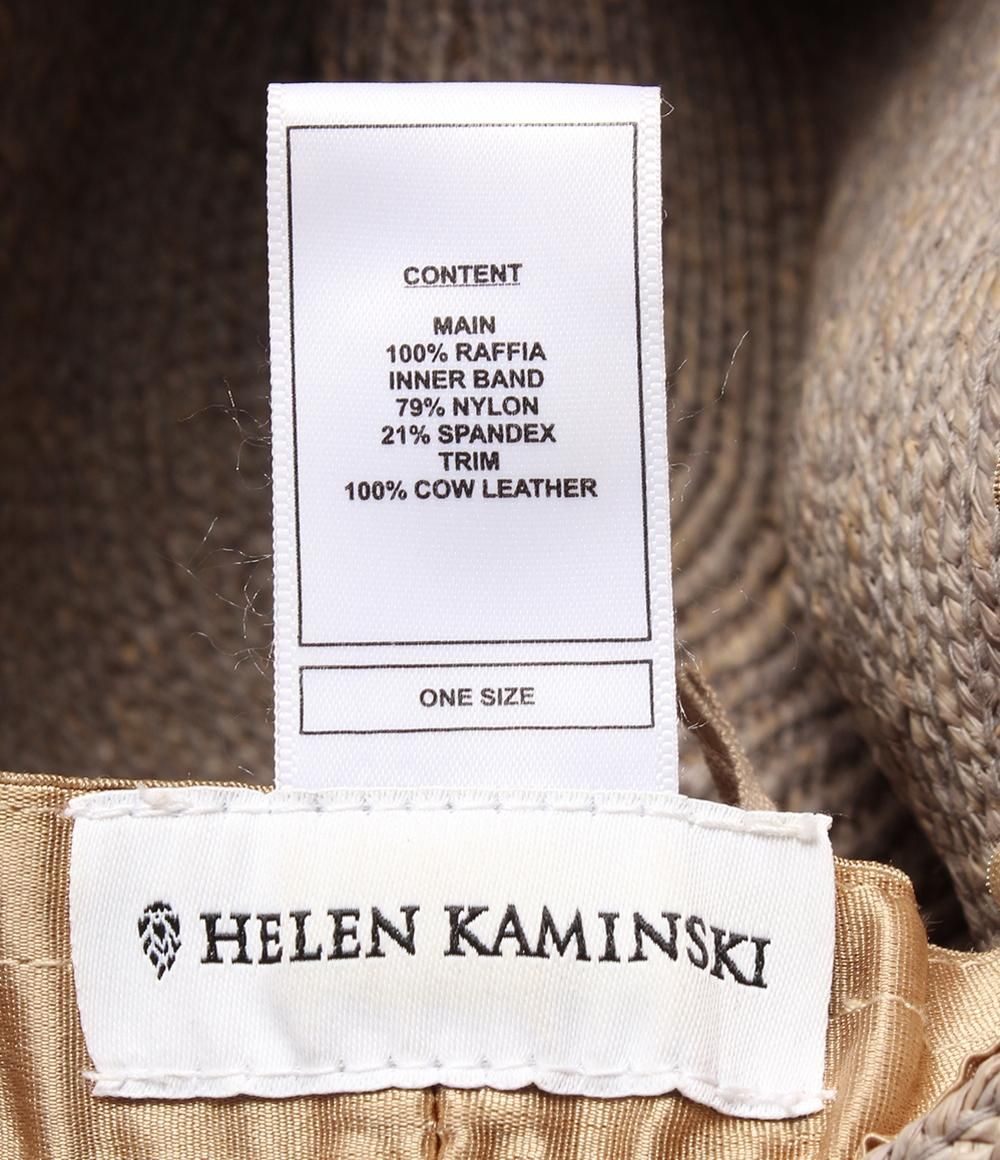 CONTENT
MAIN
100% RAFFIA
INNER BAND
79% NYLON
21% SPANDEX
TRIM
100% COW LEATHER
ONE SIZE
HELEN KAMINSKI